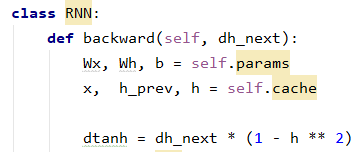 class RNN:
def backward(self, dh_next):
Wx, Wh, b = self.params
x, h_prev, h = self.cache
dtanh = dh_next * (1 - h ** 2)